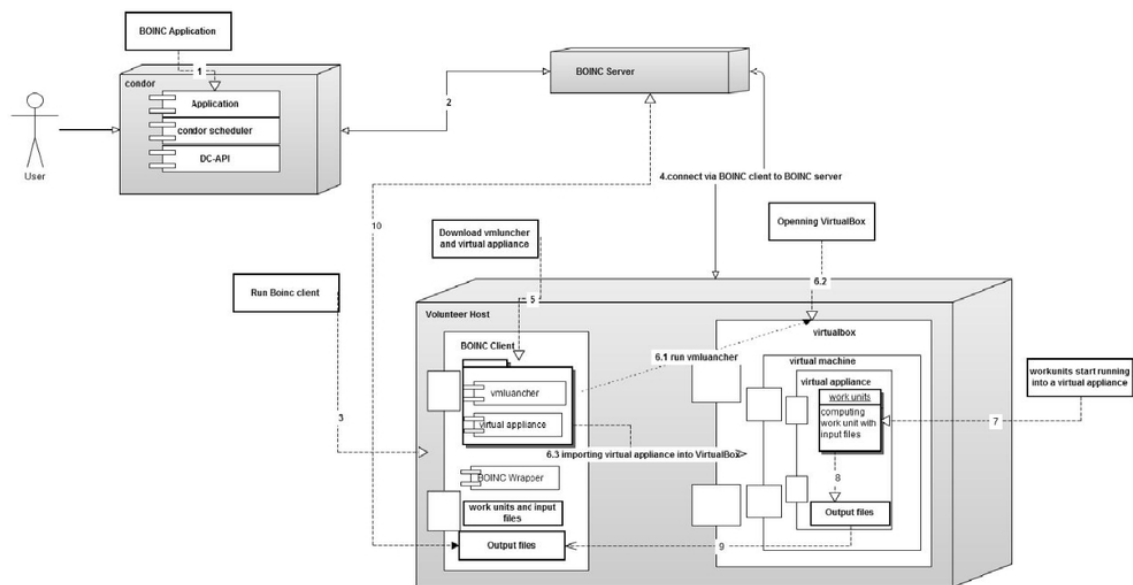 BOINC Application
1
condor
Application
condor scheduler
DC-API
User
2
BOINC Server
4.connect via BOINC client to BOINC server
10
Download vmluncher
and virtual appliance
Openning VirtualBox
6.2
Run Boinc client
3
5
Volunteer Host
BOINC Client
vmluancher
virtual appliance
6.1 run vmluancher
6.3 importing virtual appliance into VirtualBox
BOINC Wrapper
work units and input
files
Output files
virtualbox
virtual machine
virtual appliance
work units
computing
work unit with
input files
8
Output files
9
7
workunits start running
into a virtual appliance